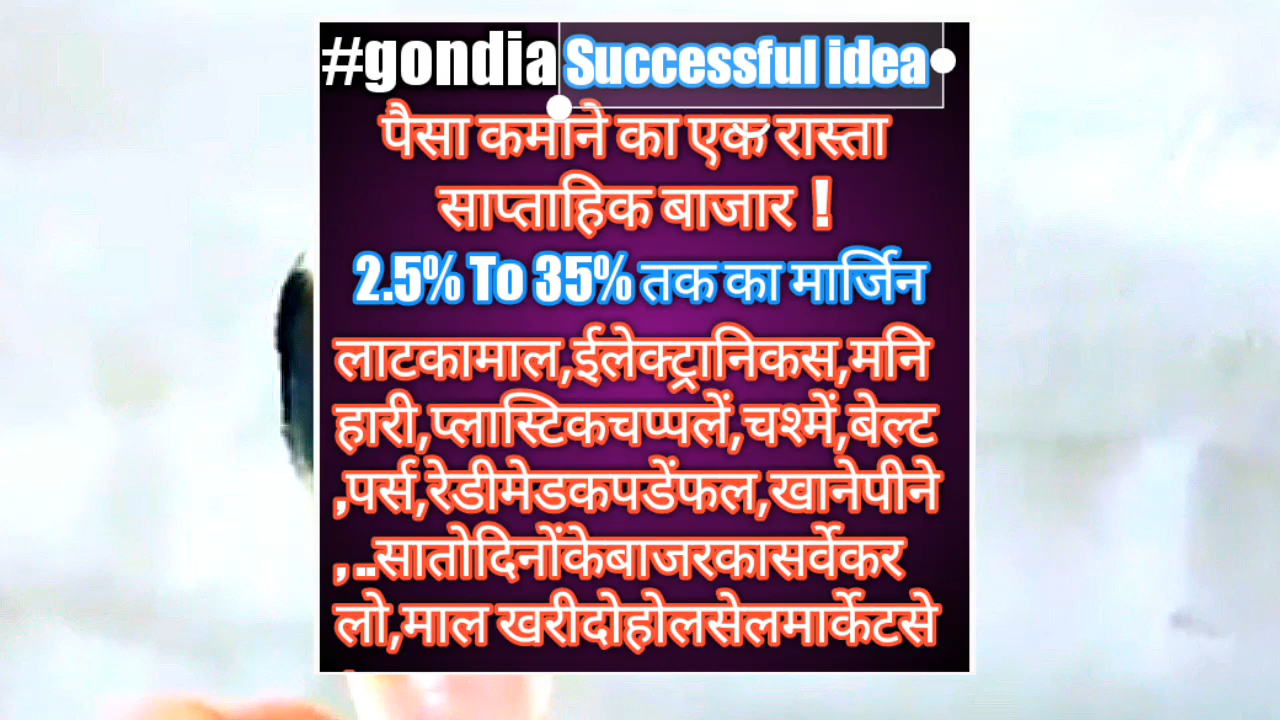 #gondia Successful idea
पैसा कमाने का एक रास्ता
साप्ताहिक बाजार !
2.5% To 35% तक का मार्जिन
लाटकामाल,ईलेक्ट्रानिकस,मनि
हारी,प्लास्टिकचप्पलें,चश्में,बेल्ट
,पर्स,रेडीमेडकपडेंफल,खानेपीने
, ..सातोदिनोंकेबाजरकासर्वेकर
लो,माल खरीदोहोलसेलमार्केटसे